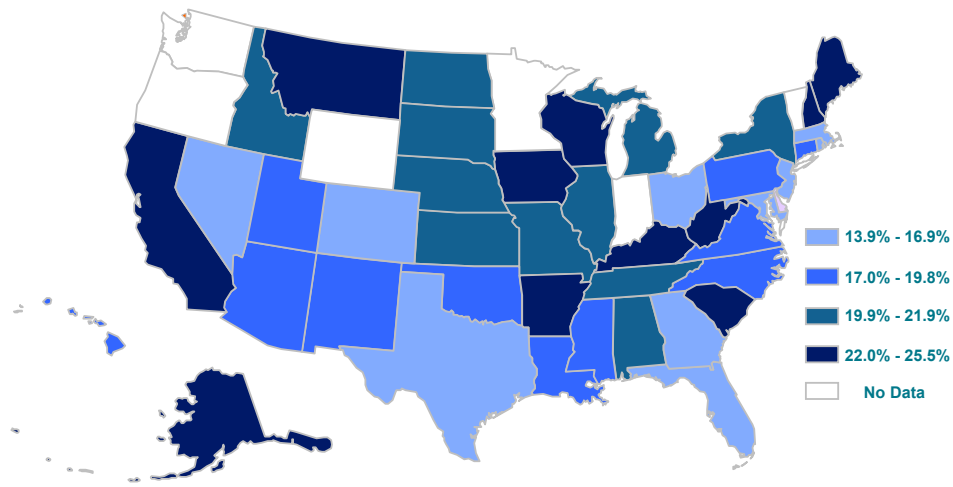 13.9% - 16.9%
17.0% - 19.8%
19.9% - 21.9%
22.0% - 25.5%
No Data